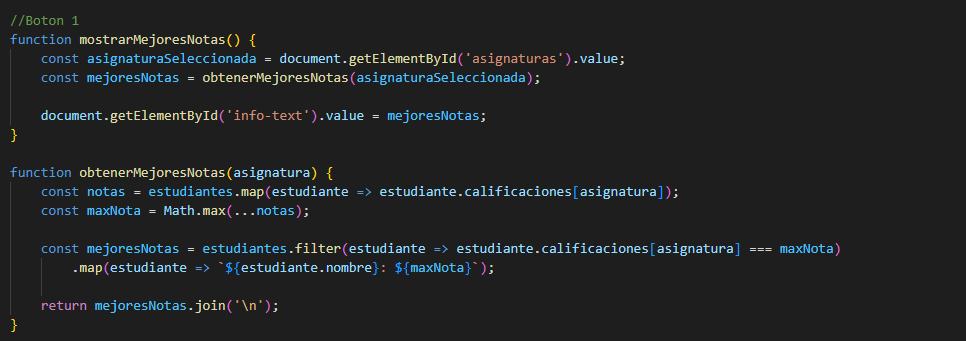 //Boton 1
function mostrarMejoresNotas() {
    const asignaturaSeleccionada = document.getElementById('asignaturas').value;
    const mejoresNotas = obtenerMejoresNotas(asignaturaSeleccionada);

    document.getElementById('info-text').value = mejoresNotas;
}

function obtenerMejoresNotas(asignatura) {
    const notas = estudiantes.map(estudiante => estudiante.calificaciones[asignatura]);
    const maxNota = Math.max(...notas);

    const mejoresNotas = estudiantes.filter(estudiante => estudiante.calificaciones[asignatura] === maxNota)
        .map(estudiante => `${estudiante.nombre}: ${maxNota}`);

    return mejoresNotas.join('\n');
}